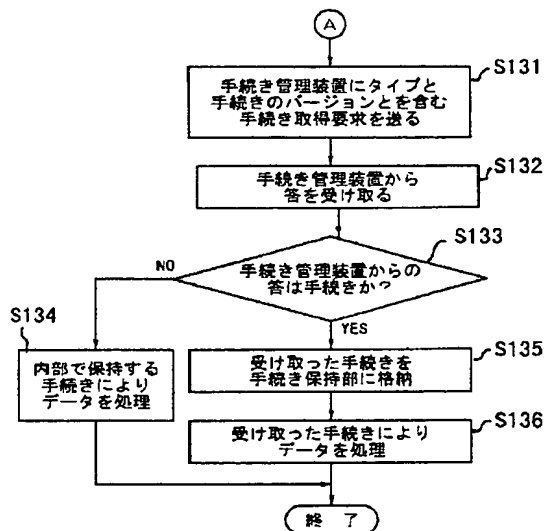 A
S131
手続き管理装置にタイプと
手続きのバージョンとを含む
手続き取得要求を送る
S132
手続き管理装置から
答を受け取る
S133
手続き管理装置からの
答は手続きか?
NO
YES
S134
内部で保持する
手続きにより
データを処理
S135
受け取った手続きを
手続き保持部に格納
S136
受け取った手続きにより
データを処理
終 了